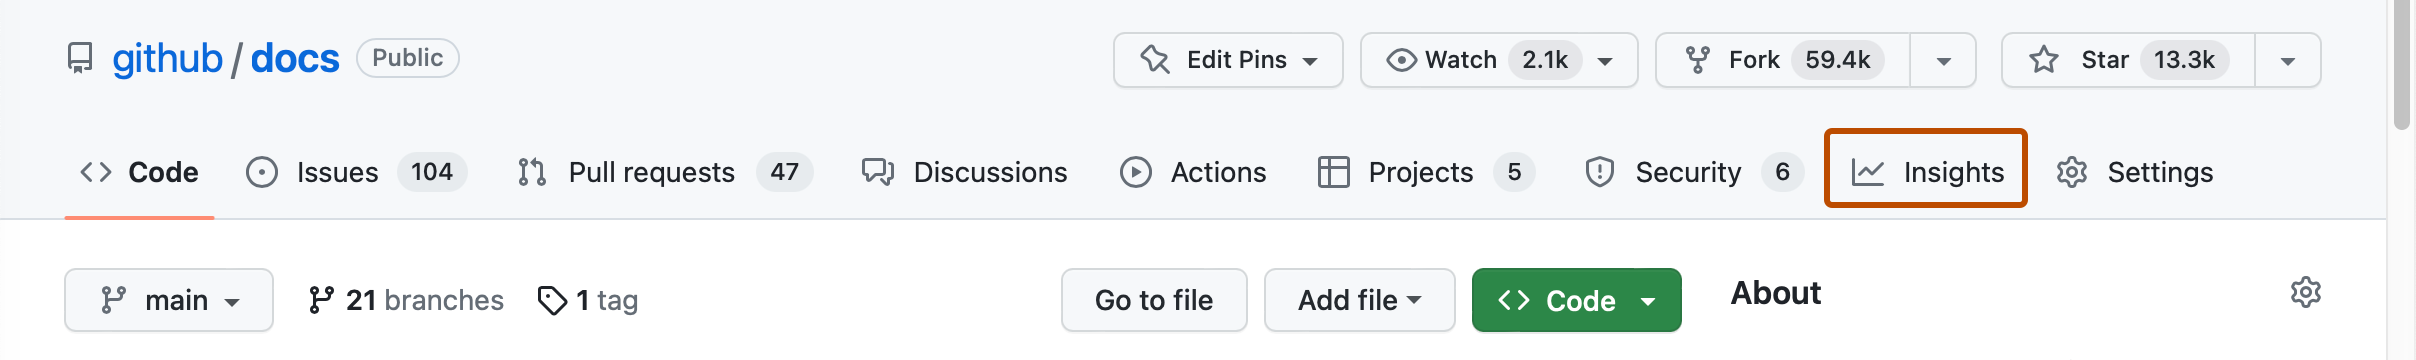 github / docs Public Edit Pins Watch 2.1k Fork 59.4k Star 13.3k
Code Issues 104 Pull requests 47 Discussions Actions Projects 5 Security 6 Insights Settings
main 21 branches 1 tag Go to file Add file Code About